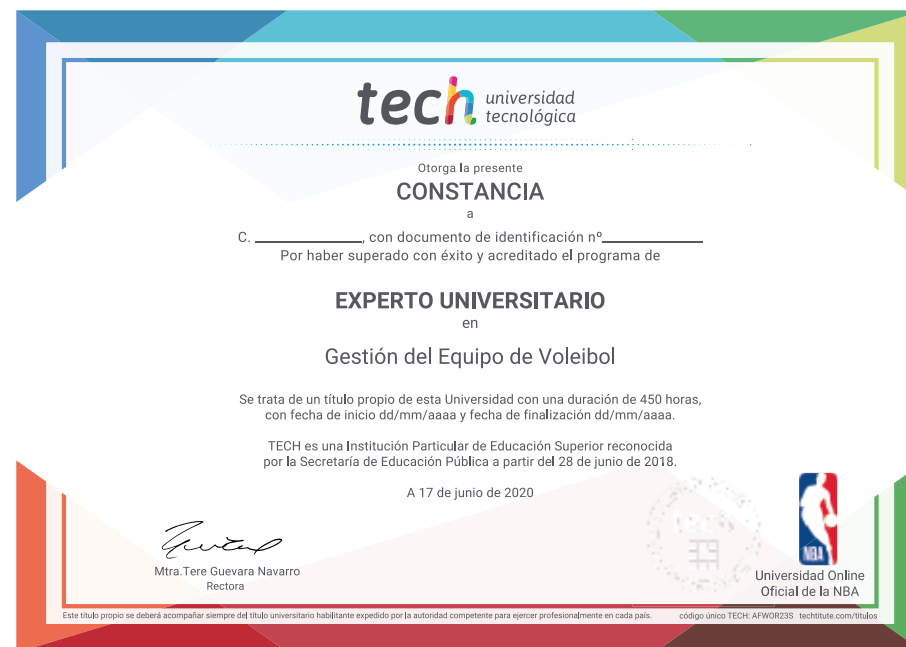 tech universidad
tecnológica
Otorga la presente
CONSTANCIA
a
C. ______________, con documento de identificación nº_____________
Por haber superado con éxito y acreditado el programa de
EXPERTO UNIVERSITARIO
en
Gestión del Equipo de Voleibol
Se trata de un título propio de esta Universidad con una duración de 450 horas,
con fecha de inicio dd/mm/aaaa y fecha de finalización dd/mm/aaaa.
TECH es una Institución Particular de Educación Superior reconocida
por la Secretaría de Educación Pública a partir del 28 de junio de 2018.
A 17 de junio de 2020
tech
NBA
Mtra.Tere Guevara Navarro
Rectora
Universidad Online
Oficial de la NBA
Este título propio se deberá acompañar siempre del título universitario habilitante expedido por la autoridad competente para ejercer profesionalmente en cada país.
código único TECH: AFWOR23S techtitute.com/titulos